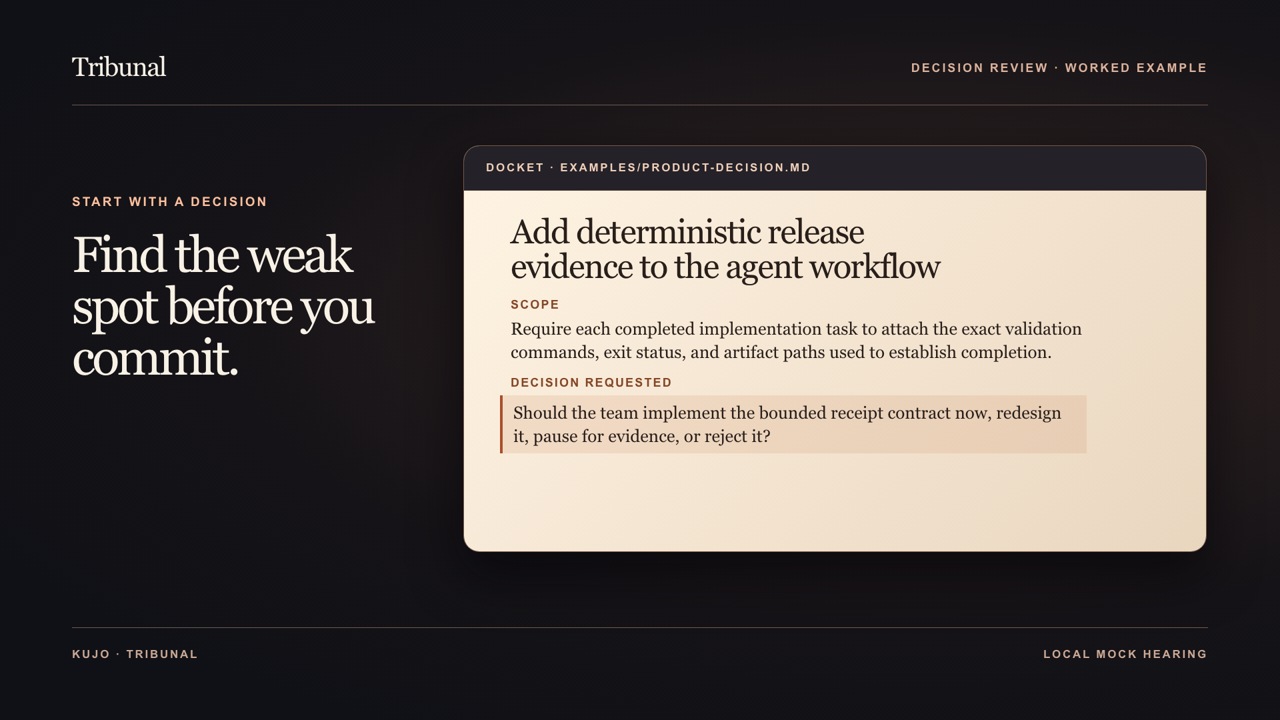 Tribunal
DECISION REVIEW · WORKED EXAMPLE
START WITH A DECISION
Find the weak
spot before you
commit.
DOCKET · EXAMPLES/PRODUCT-DECISION.MD
Add deterministic release
evidence to the agent workflow
SCOPE
Require each completed implementation task to attach the exact validation
commands, exit status, and artifact paths used to establish completion.
DECISION REQUESTED
Should the team implement the bounded receipt contract now, redesign
it, pause for evidence, or reject it?
KUJO · TRIBUNAL
LOCAL MOCK HEARING